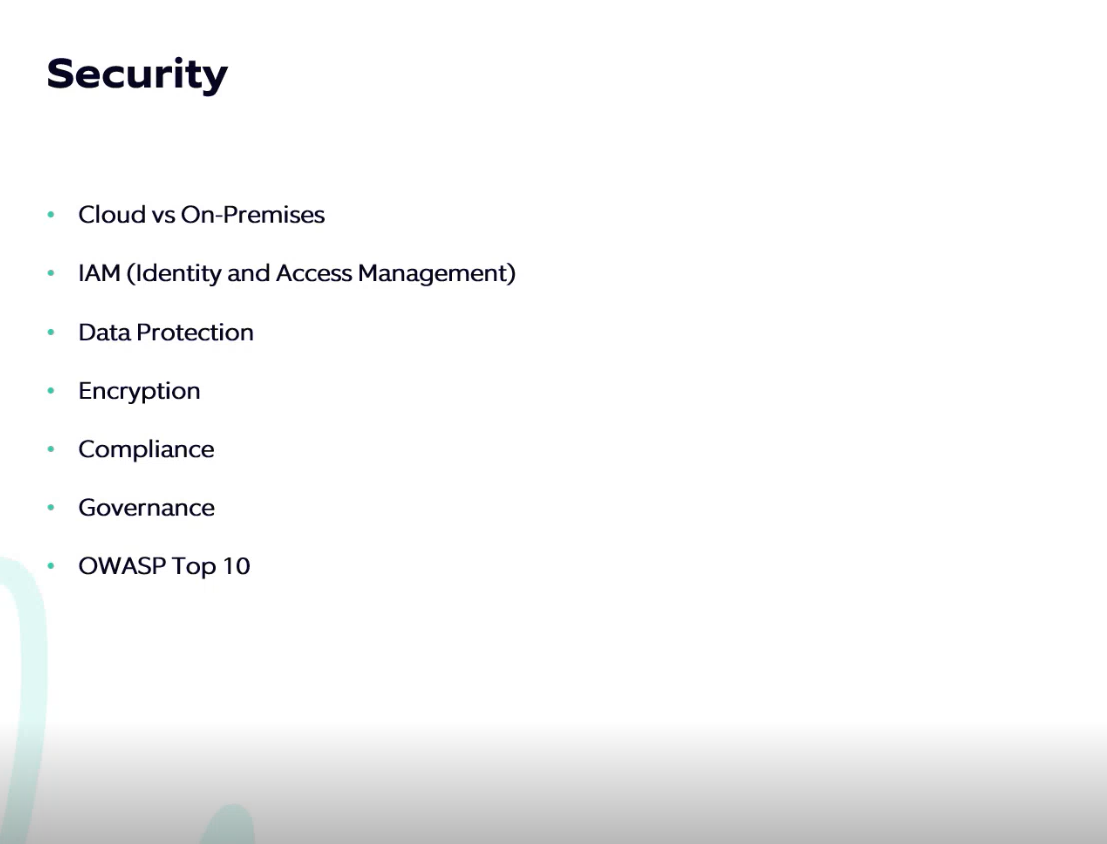 Security
• Cloud vs On-Premises
• IAM (Identity and Access Management)
• Data Protection
• Encryption
• Compliance
• Governance
• OWASP Top 10